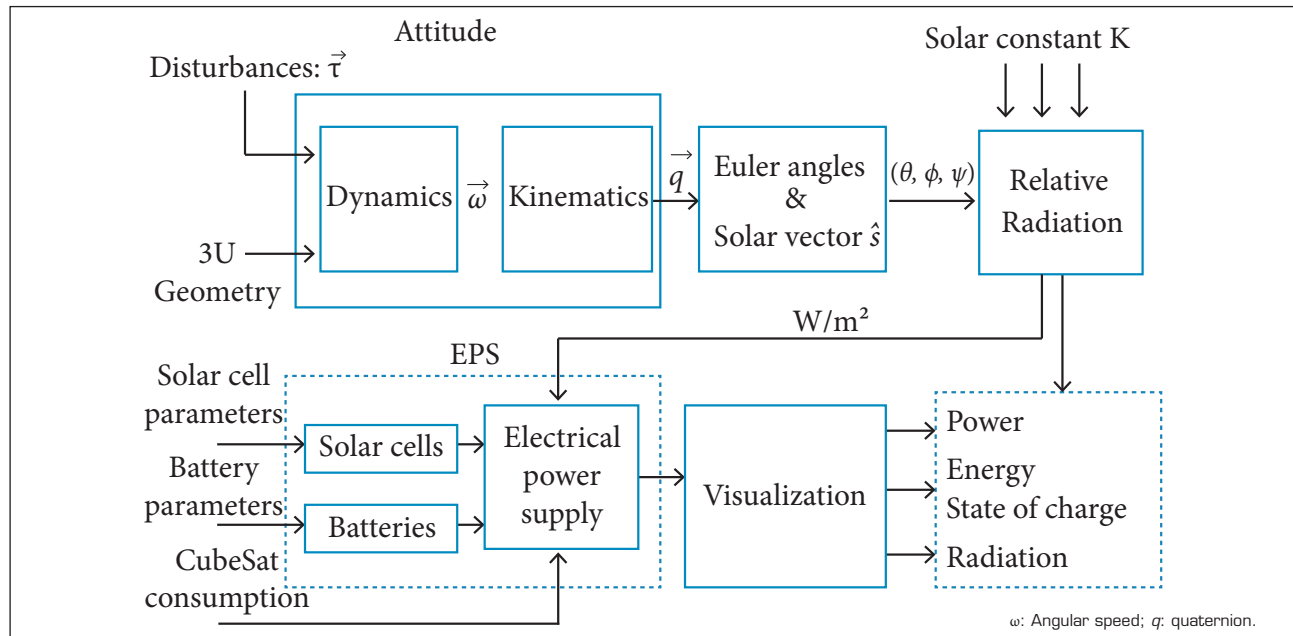 Attitude
Solar constant K
Disturbances: τ⃗
Dynamics
ω⃗
Kinematics
q⃗
Euler angles
&
Solar vector ŝ
(θ, ϕ, ψ)
Relative
Radiation
3U
Geometry
W/m²
EPS
Solar cell
parameters
Solar cells
Battery
parameters
Batteries
CubeSat
consumption
Electrical
power
supply
Visualization
Power
Energy
State of charge
Radiation
ω: Angular speed; q: quaternion.